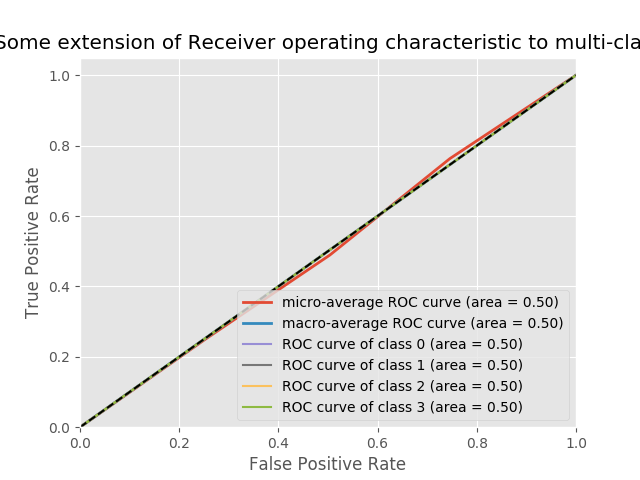 Some extension of Receiver operating characteristic to multi-cla
1.0
0.8
0.6
0.4
0.2
0.0
True Positive Rate
micro-average ROC curve (area = 0.50)
macro-average ROC curve (area = 0.50)
ROC curve of class 0 (area = 0.50)
ROC curve of class 1 (area = 0.50)
ROC curve of class 2 (area = 0.50)
ROC curve of class 3 (area = 0.50)
0.0 0.2 0.4 0.6 0.8 1.0
False Positive Rate